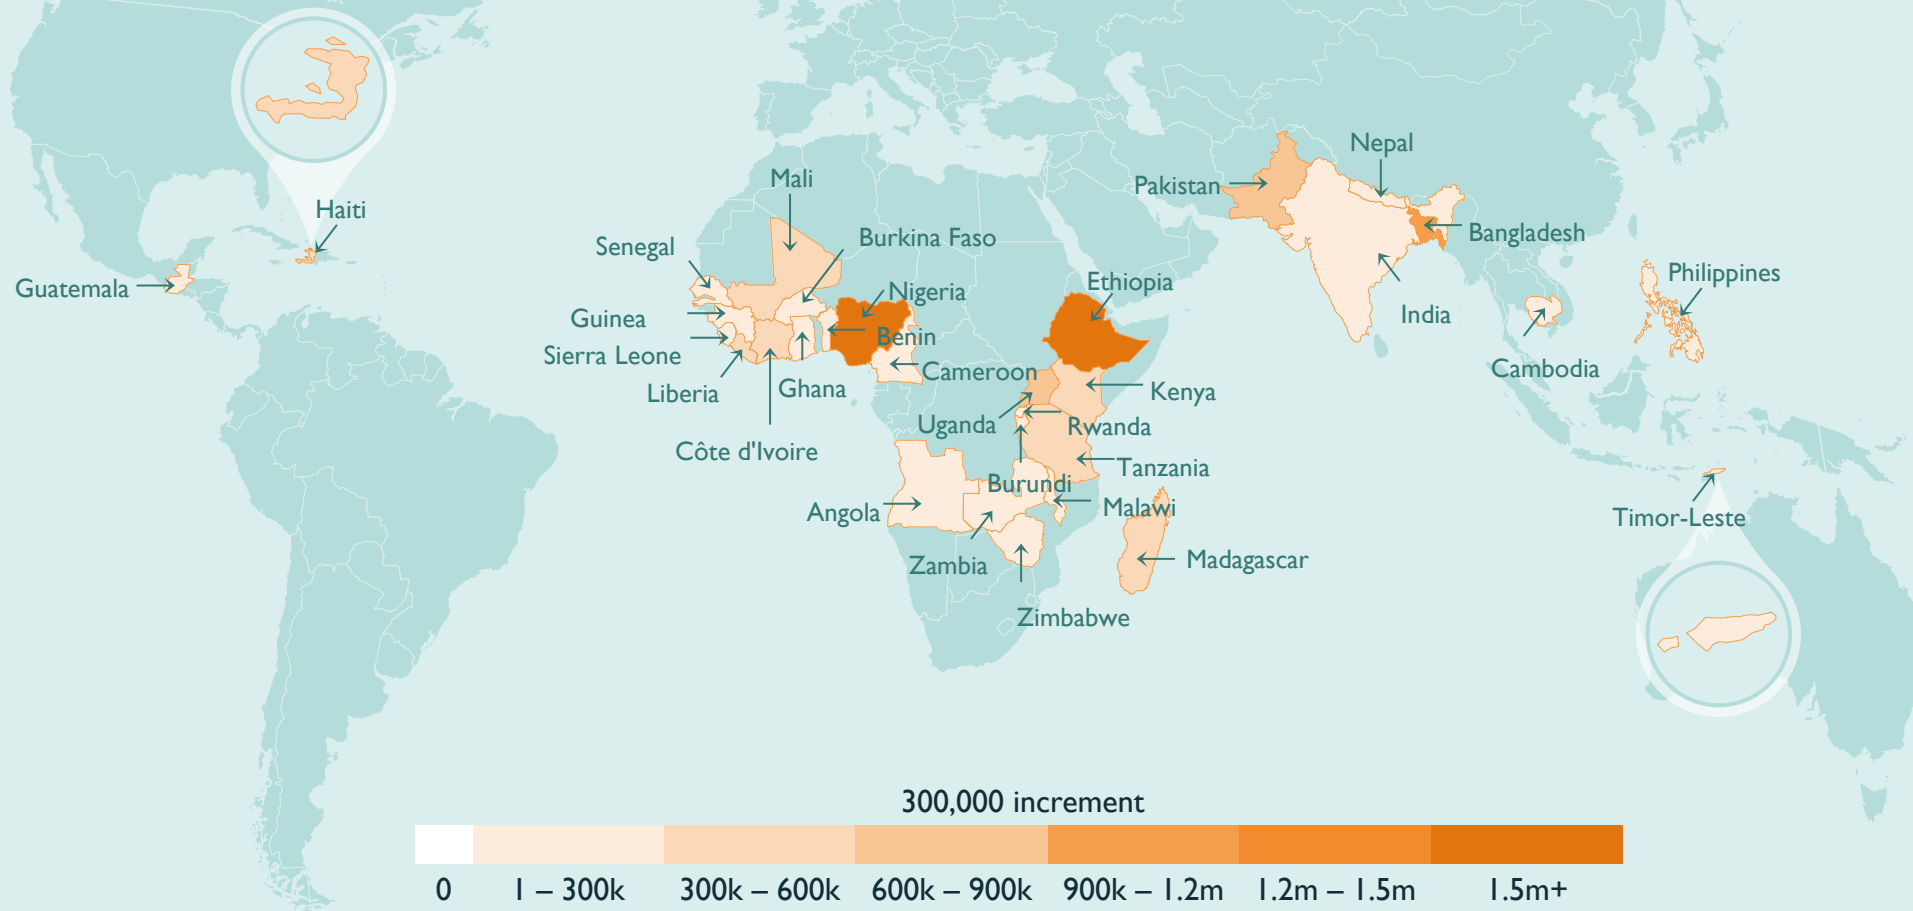 Haiti
Guatemala
Mali
Senegal
Burkina Faso
Nigeria
Guinea
Benin
Sierra Leone
Cameroon
Liberia
Ghana
Côte d'Ivoire
Ethiopia
Kenya
Uganda
Rwanda
Tanzania
Burundi
Malawi
Angola
Zambia
Madagascar
Zimbabwe
Nepal
Pakistan
Bangladesh
India
Philippines
Cambodia
Timor-Leste
300,000 increment
0 1 – 300k 300k – 600k 600k – 900k 900k – 1.2m 1.2m – 1.5m 1.5m+